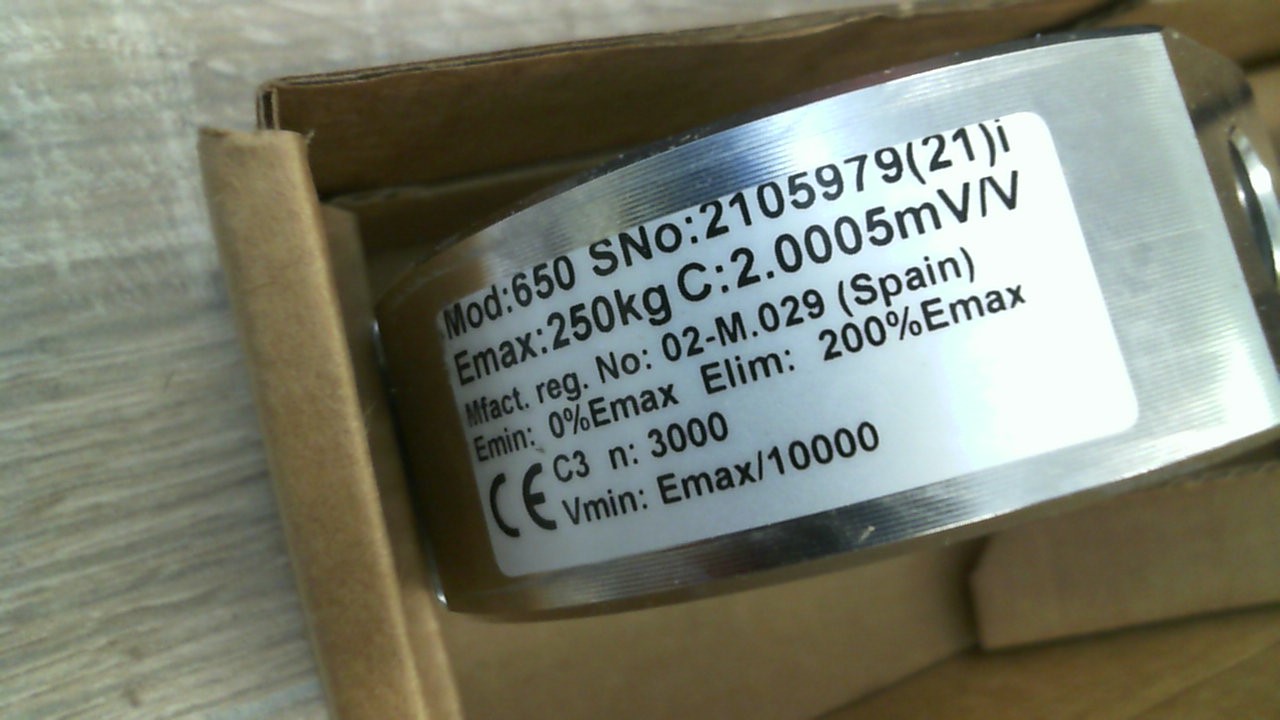 Mod:650 SNo:2105979(21)i
Emax:250kg C:2.0005mV/V
Mfact. reg. No: 02-M.029 (Spain)
Emin: 0%Emax Elim: 200%Emax
CE C3 n: 3000
Vmin: Emax/10000